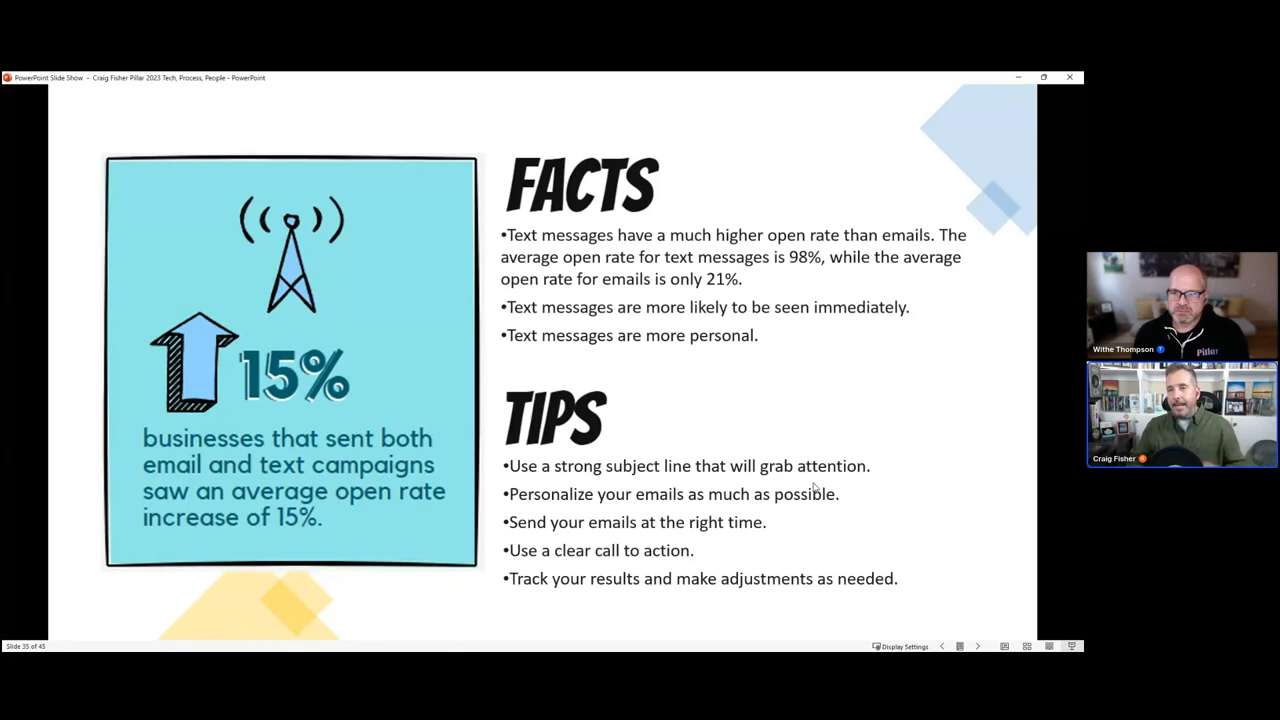 PowerPoint Slide Show - Craig Fisher Pillar 2023 Tech, Process, People - PowerPoint
FACTS
•Text messages have a much higher open rate than emails. The
average open rate for text messages is 98%, while the average
open rate for emails is only 21%.
•Text messages are more likely to be seen immediately.
•Text messages are more personal.
15%
businesses that sent both
email and text campaigns
saw an average open rate
increase of 15%.
TIPS
•Use a strong subject line that will grab attention.
•Personalize your emails as much as possible.
•Send your emails at the right time.
•Use a clear call to action.
•Track your results and make adjustments as needed.
Slide 35 of 45
Display Settings
Pillar
Withe Thompson
Craig Fisher